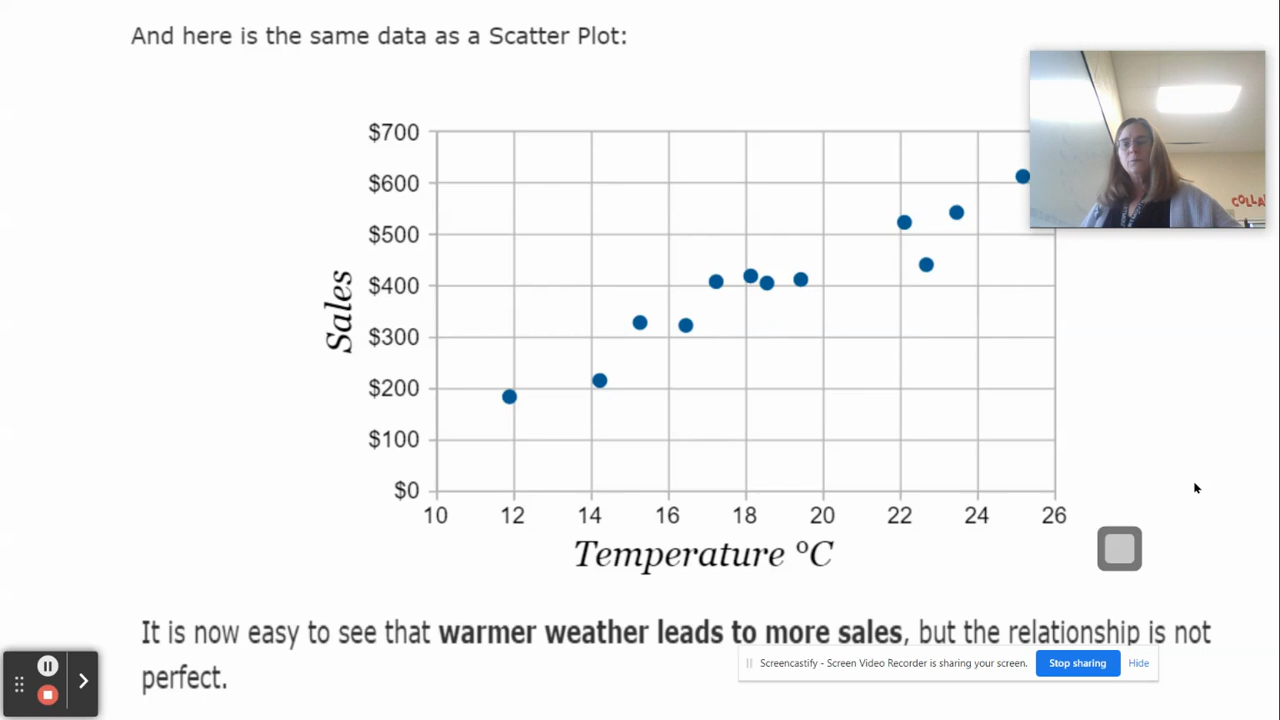 And here is the same data as a Scatter Plot:
$700
$600
$500
$400
$300
$200
$100
$0
Sales
10 12 14 16 18 20 22 24 26
Temperature °C
It is now easy to see that warmer weather leads to more sales, but the relationship is not
perfect.
Screencastify - Screen Video Recorder is sharing your screen. Stop sharing Hide